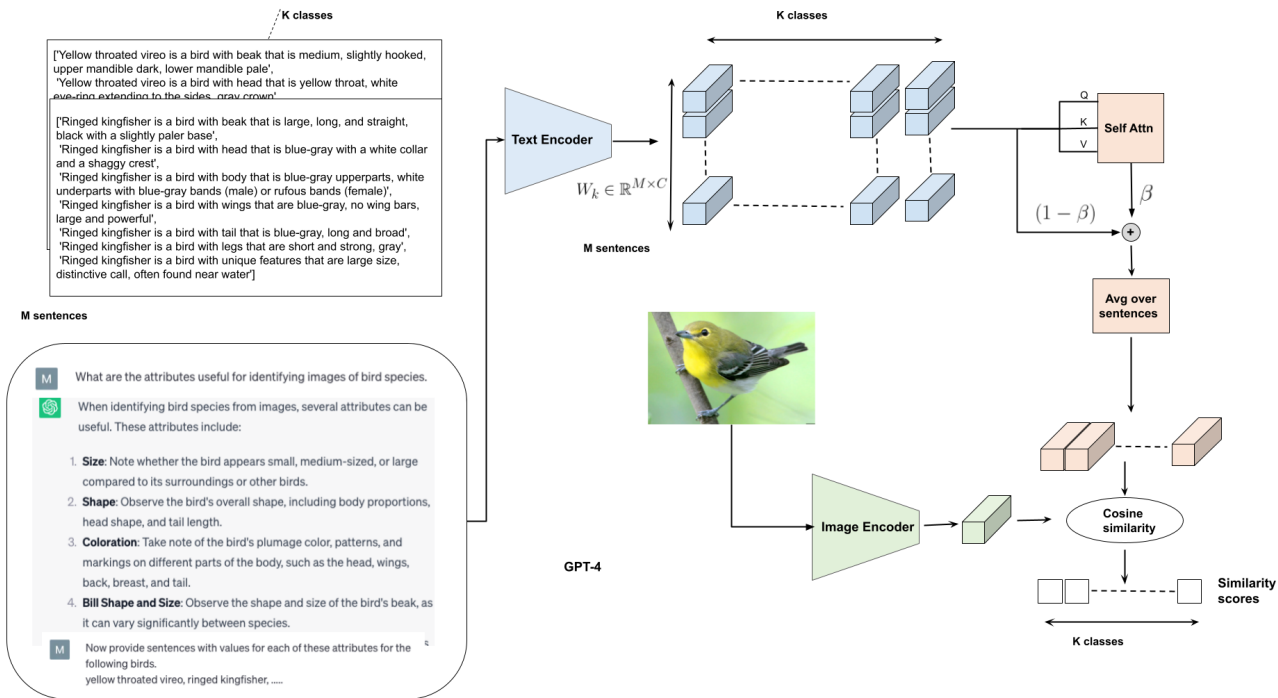 K classes
['Yellow throated vireo is a bird with beak that is medium, slightly hooked,
upper mandible dark, lower mandible pale',
'Yellow throated vireo is a bird with head that is yellow throat, white
eye-ring extending to the sides, gray crown'
['Ringed kingfisher is a bird with beak that is large, long, and straight,
black with a slightly paler base',
'Ringed kingfisher is a bird with head that is blue-gray with a white collar
and a shaggy crest',
'Ringed kingfisher is a bird with body that is blue-gray upperparts, white
underparts with blue-gray bands (male) or rufous bands (female)',
'Ringed kingfisher is a bird with wings that are blue-gray, no wing bars,
large and powerful',
'Ringed kingfisher is a bird with tail that is blue-gray, long and broad',
'Ringed kingfisher is a bird with legs that are short and strong, gray',
'Ringed kingfisher is a bird with unique features that are large size,
distinctive call, often found near water']
M sentences
M What are the attributes useful for identifying images of bird species.
When identifying bird species from images, several attributes can be
useful. These attributes include:
1. Size: Note whether the bird appears small, medium-sized, or large
compared to its surroundings or other birds.
2. Shape: Observe the bird's overall shape, including body proportions,
head shape, and tail length.
3. Coloration: Take note of the bird's plumage color, patterns, and
markings on different parts of the body, such as the head, wings,
back, breast, and tail.
4. Bill Shape and Size: Observe the shape and size of the bird's beak, as
it can vary significantly between species.
M Now provide sentences with values for each of these attributes for the
following birds.
yellow throated vireo, ringed kingfisher, .....
GPT-4
Text Encoder
K classes
W_k ∈ ℝ^{M×C}
M sentences
Q
K
V
Self Attn
β
(1 − β)
+
Avg over
sentences
Image Encoder
Cosine
similarity
Similarity
scores
K classes